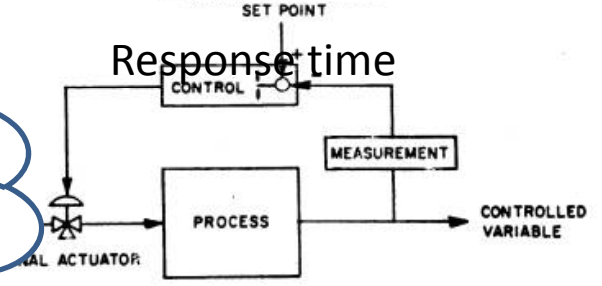 SET POINT
+
Response time
CONTROL
-
MEASUREMENT
PROCESS
CONTROLLED
VARIABLE
ACTUATOR